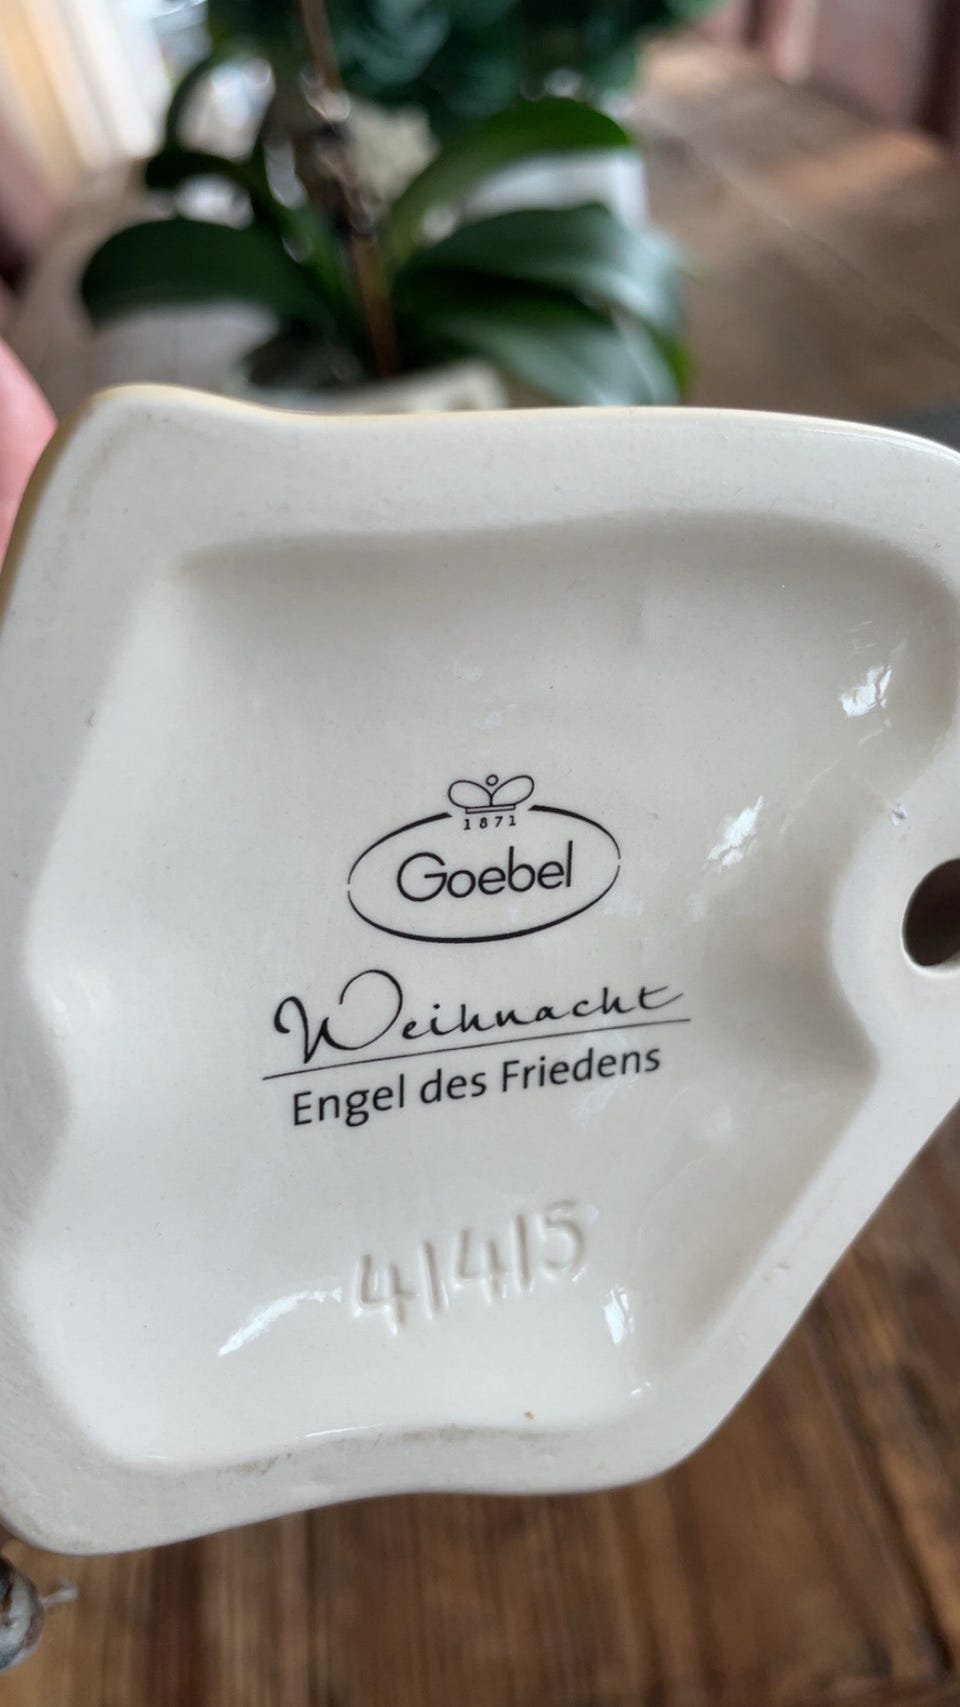 1871
Goebel
Weihnacht
Engel des Friedens
41415